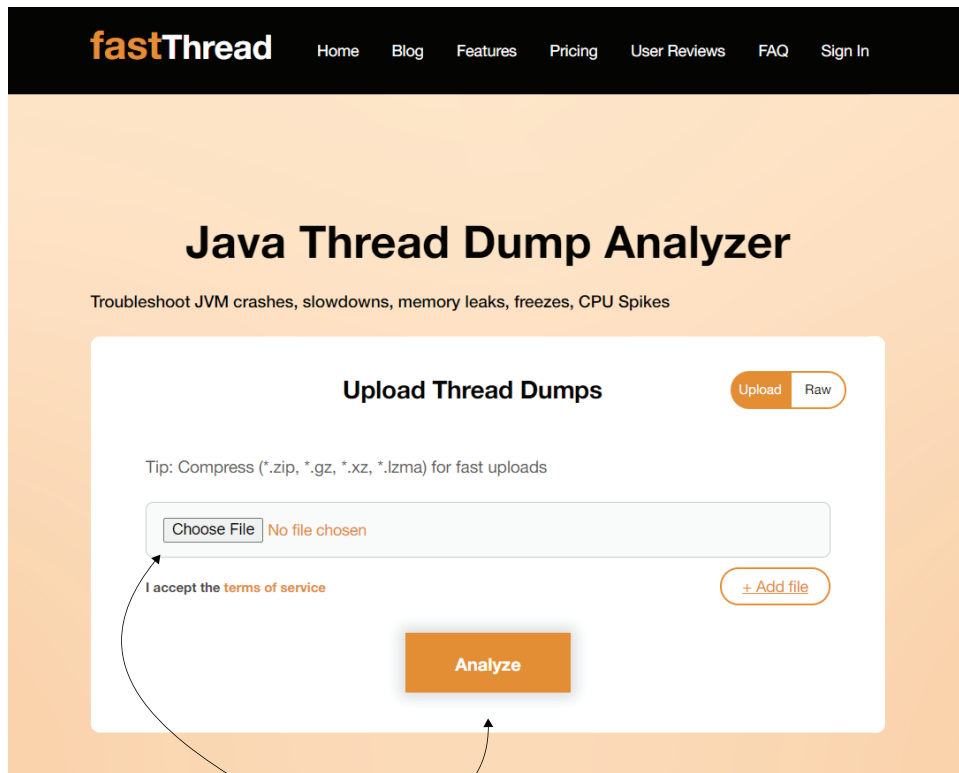 fastThread Home Blog Features Pricing User Reviews FAQ Sign In
Java Thread Dump Analyzer
Troubleshoot JVM crashes, slowdowns, memory leaks, freezes, CPU Spikes
Upload Thread Dumps
Upload Raw
Tip: Compress (*.zip, *.gz, *.xz, *.lzma) for fast uploads
Choose File No file chosen
I accept the terms of service
+ Add file
Analyze